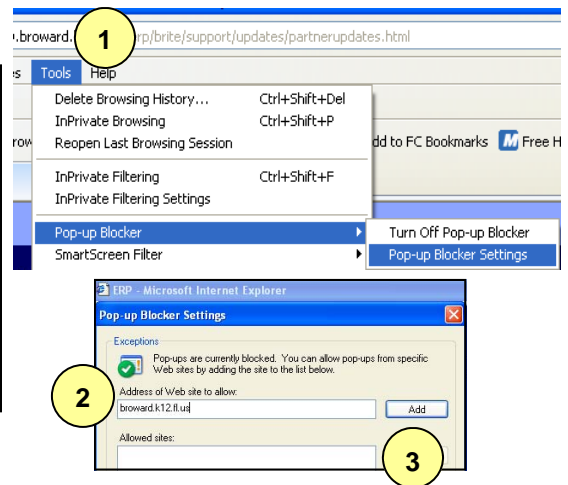 o.broward. rp/brite/support/updates/partnerupdates.html
1
es Tools Help
Delete Browsing History... Ctrl+Shift+Del
InPrivate Browsing Ctrl+Shift+P
row Reopen Last Browsing Session dd to FC Bookmarks M Free H
InPrivate Filtering Ctrl+Shift+F
InPrivate Filtering Settings
Pop-up Blocker Turn Off Pop-up Blocker
SmartScreen Filter Pop-up Blocker Settings
ERP - Microsoft Internet Explorer
Pop-up Blocker Settings
Exceptions
Pop-ups are currently blocked. You can allow pop-ups from specific
Web sites by adding the site to the list below.
2
Address of Web site to allow:
broward.k12.fl.us Add
Allowed sites:
3